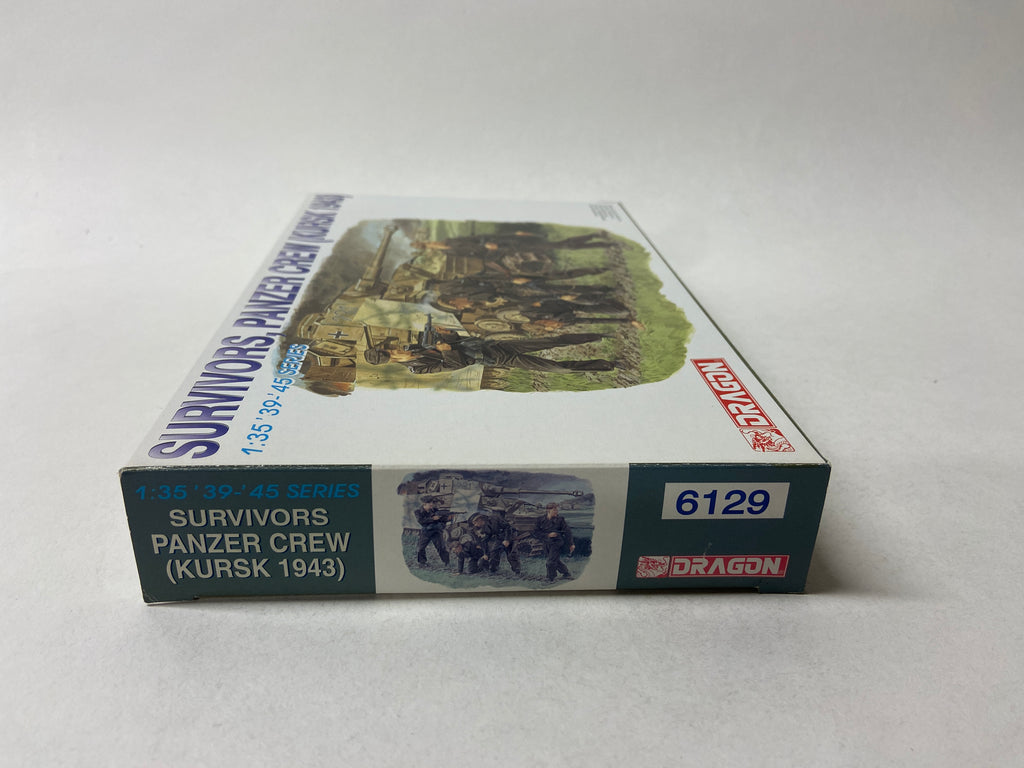 SURVIVORS, PANZER CREW (KURSK 1943)
1:35 '39-'45 SERIES
DRAGON
1:35 '39-'45 SERIES
SURVIVORS
PANZER CREW
(KURSK 1943)
6129
DRAGON